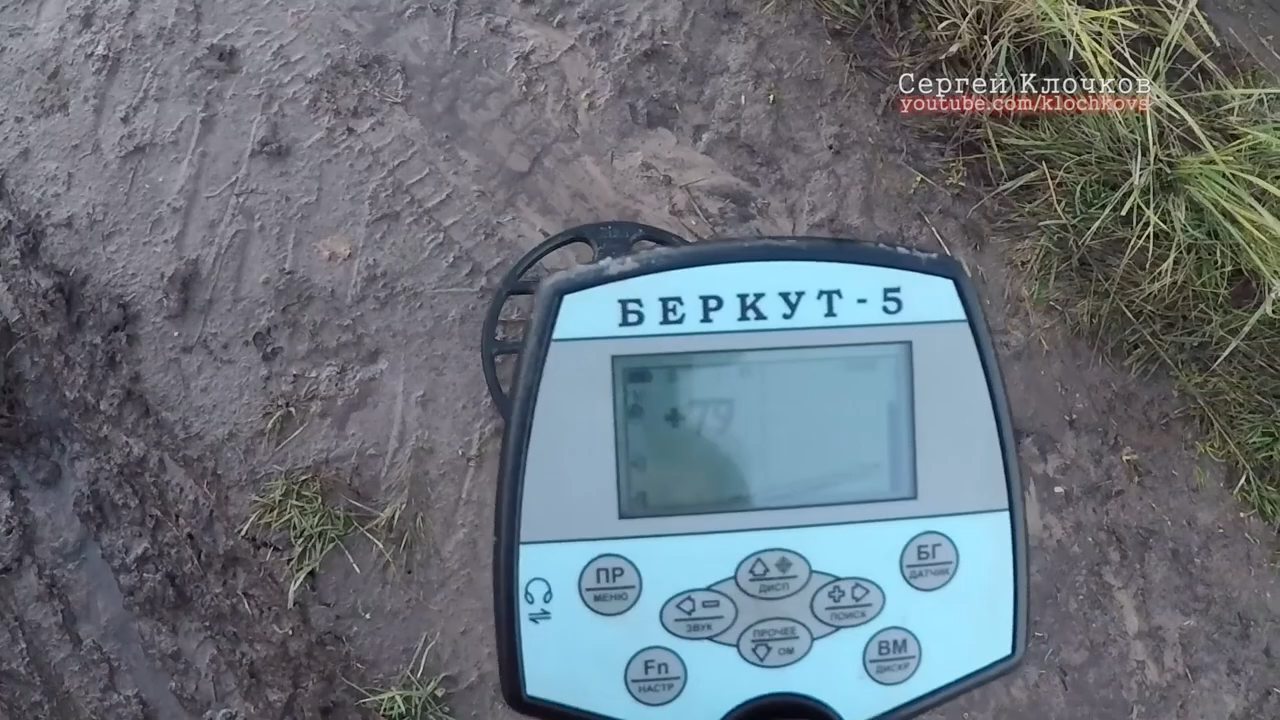 Сергей Клочков
youtube.com/klochkovs
БЕРКУТ-5
+79
ПР
МЕНЮ
ДИСП
БГ
ДАТЧИК
ЗВУК
ПОИСК
ПРОЧЕЕ
ОМ
Fn
НАСТР
ВМ
ДИСКР